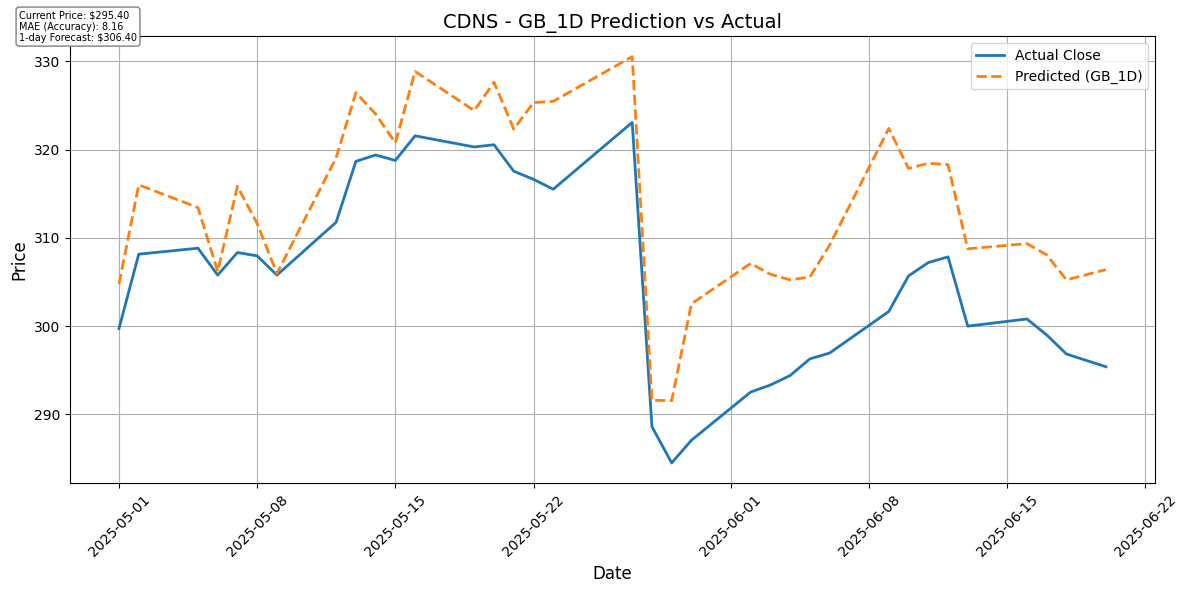 CDNS - GB_1D Prediction vs Actual
Current Price: $295.40
MAE (Accuracy): 8.16
1-day Forecast: $306.40
Actual Close
Predicted (GB_1D)
Price
330
320
310
300
290
2025-05-01
2025-05-08
2025-05-15
2025-05-22
2025-06-01
2025-06-08
2025-06-15
2025-06-22
Date